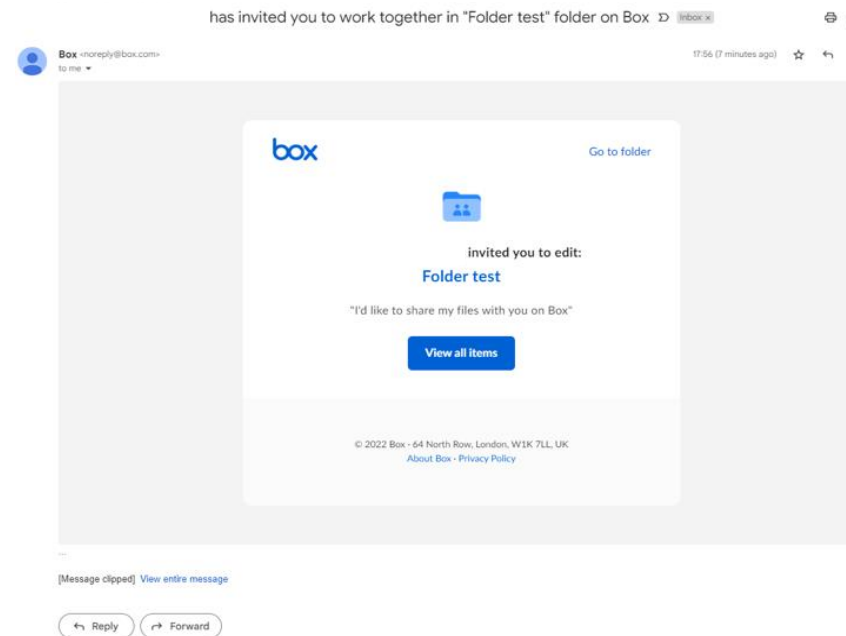 has invited you to work together in "Folder test" folder on Box Inbox ×
Box <noreply@box.com> 17:56 (7 minutes ago)
to me
box Go to folder
invited you to edit:
Folder test
"I'd like to share my files with you on Box"
View all items
© 2022 Box - 64 North Row, London, W1K 7LL, UK
About Box - Privacy Policy
...
[Message clipped] View entire message
Reply Forward